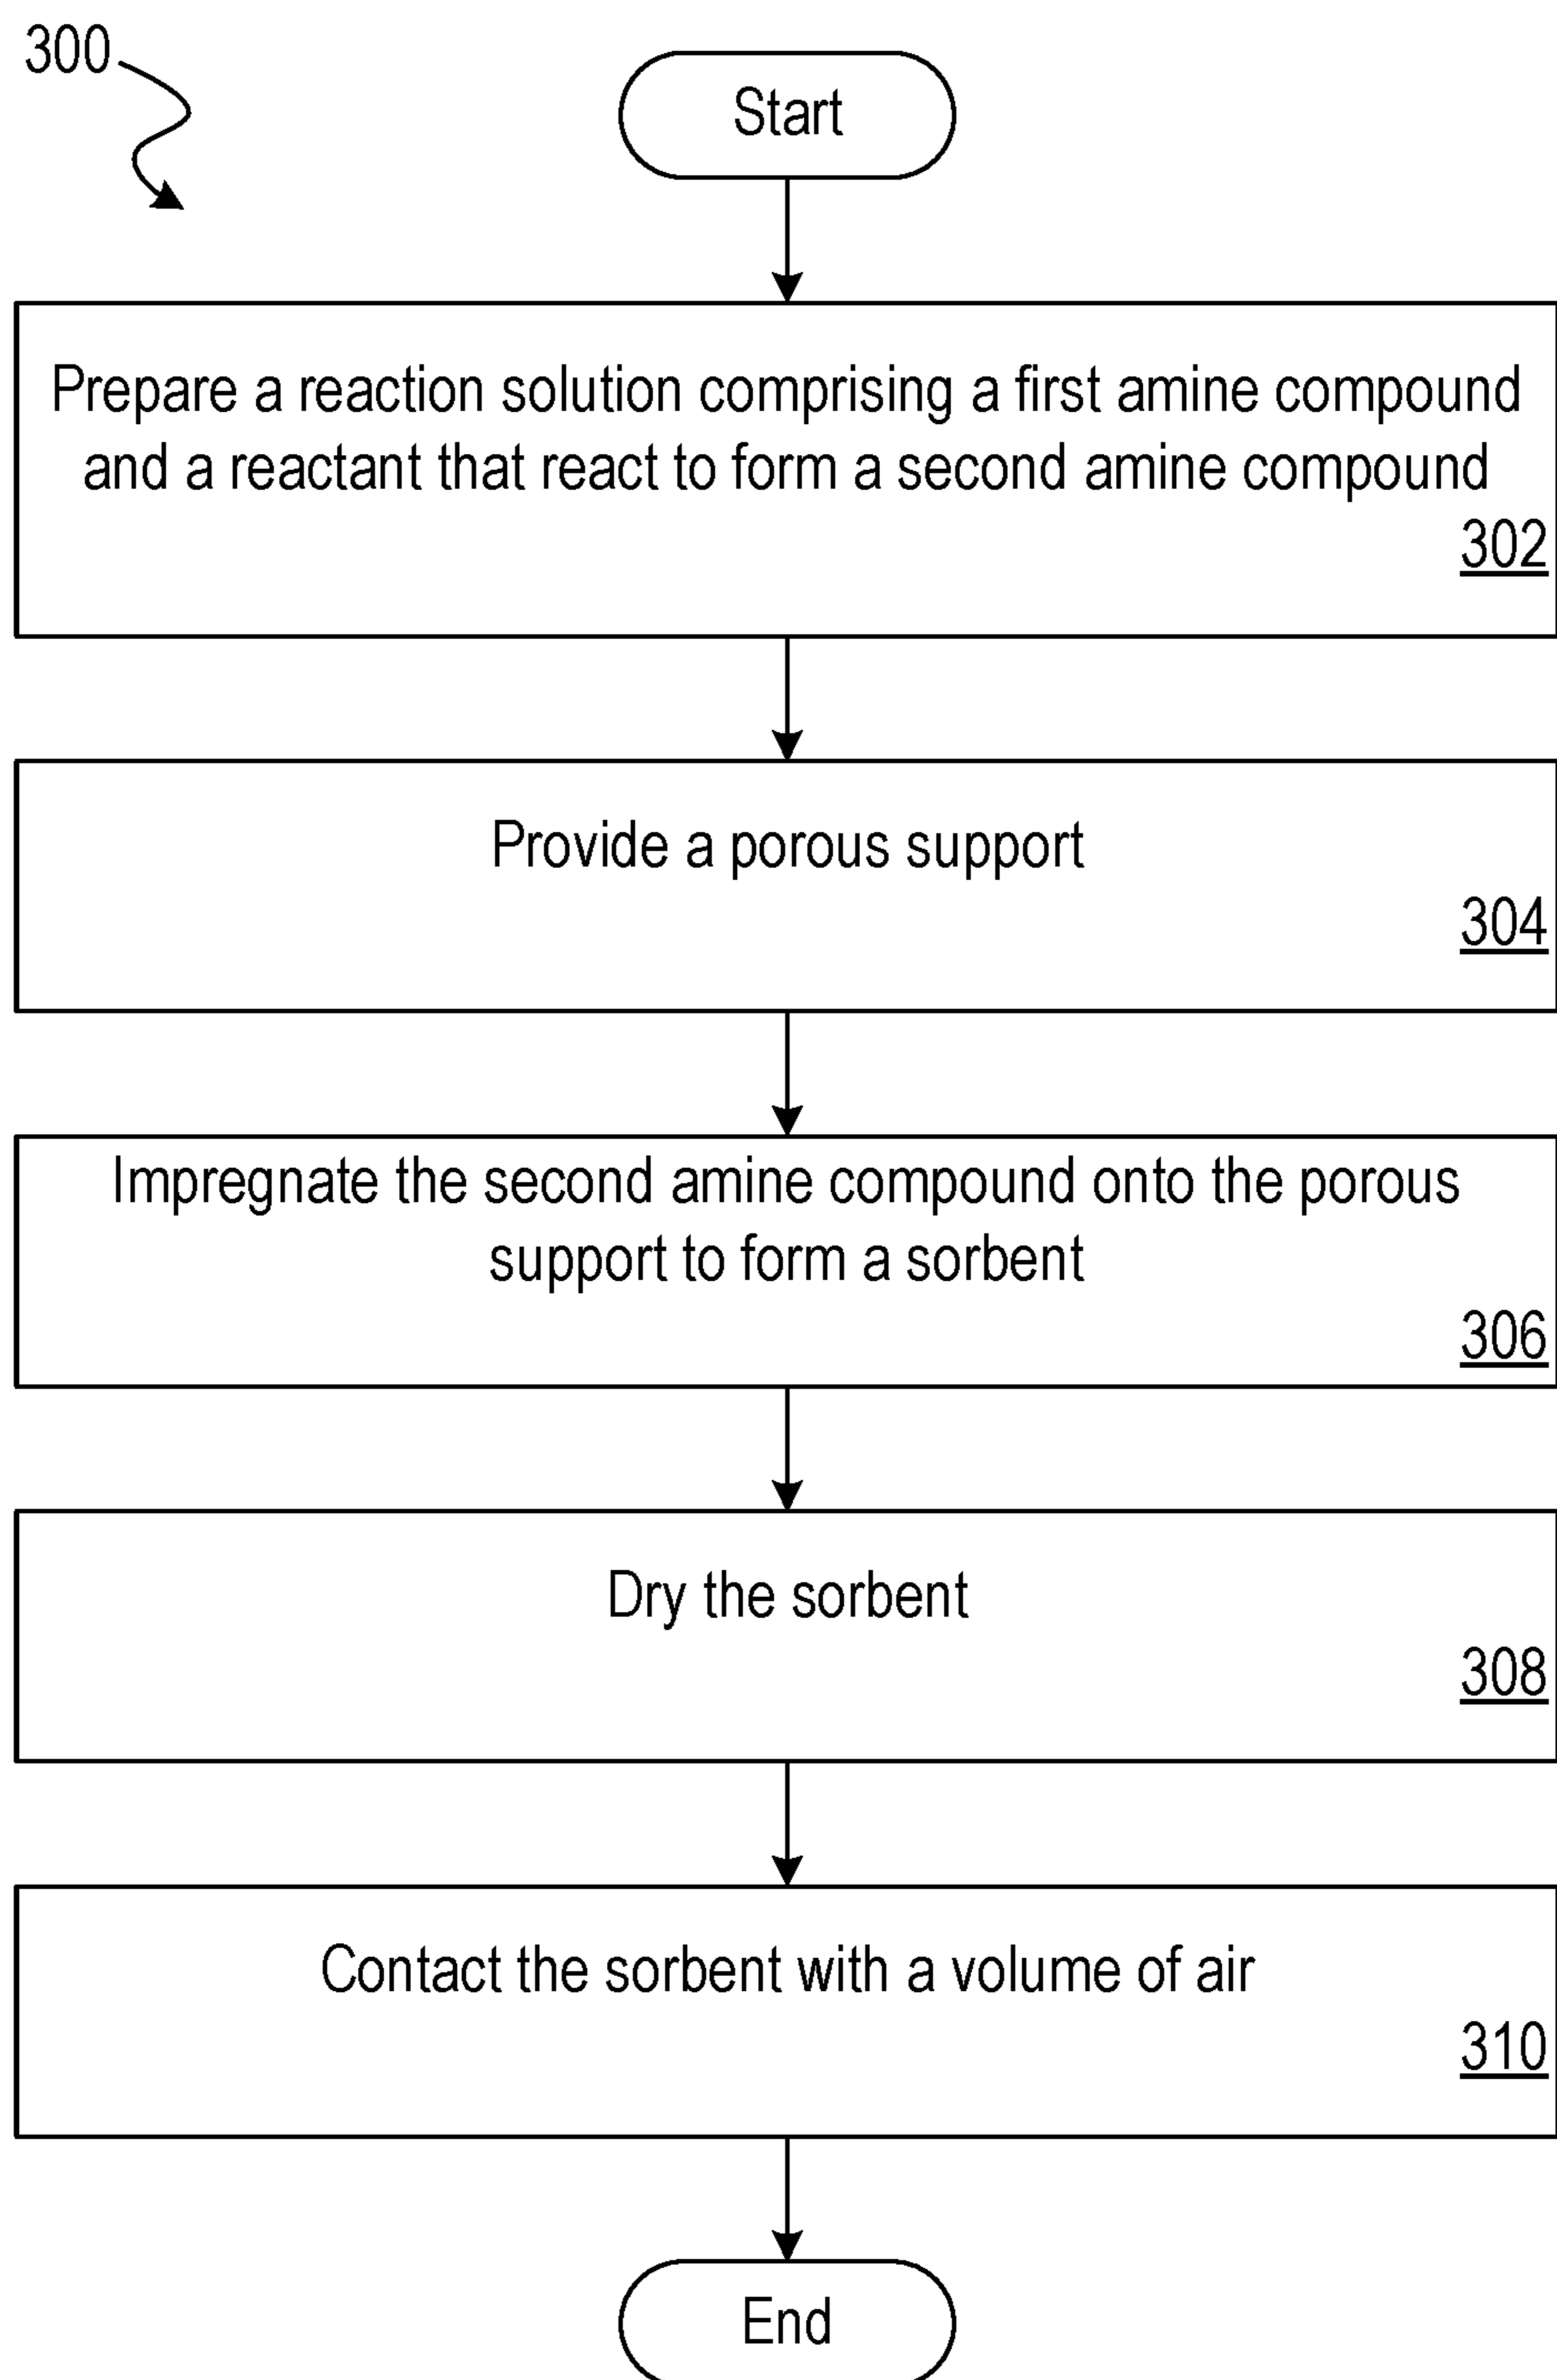 300
Start
Prepare a reaction solution comprising a first amine compound
and a reactant that react to form a second amine compound
302
Provide a porous support
304
Impregnate the second amine compound onto the porous
support to form a sorbent
306
Dry the sorbent
308
Contact the sorbent with a volume of air
310
End